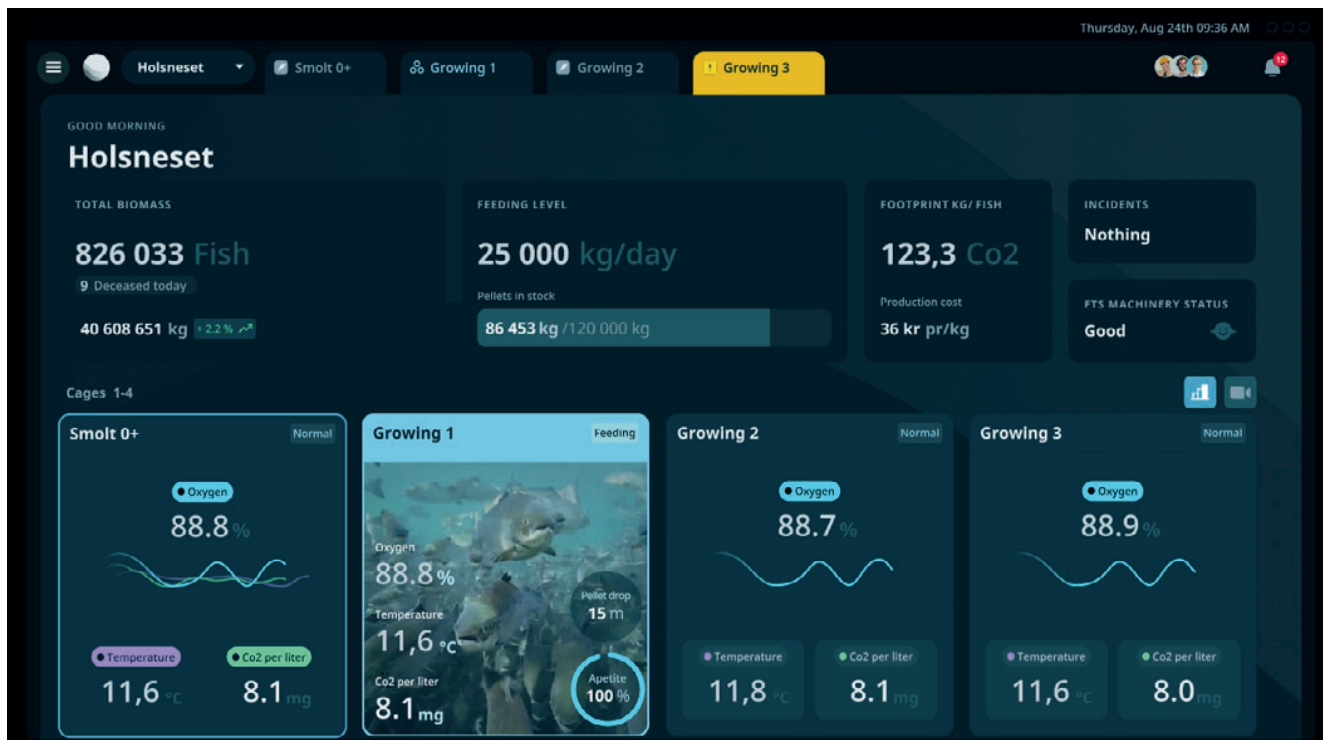 Thursday, Aug 24th 09:36 AM
Holsneset
Smolt 0+
Growing 1
Growing 2
Growing 3
12
GOOD MORNING
Holsneset
TOTAL BIOMASS
826 033 Fish
9 Deceased today
40 608 651 kg
2.2 %
FEEDING LEVEL
25 000 kg/day
Pellets in stock
86 453 kg /120 000 kg
FOOTPRINT KG/ FISH
123,3 Co2
Production cost
36 kr pr/kg
INCIDENTS
Nothing
FTS MACHINERY STATUS
Good
Cages 1-4
Smolt 0+
Normal
Oxygen
88.8 %
Temperature
11,6 °C
Co2 per liter
8.1 mg
Growing 1
Feeding
Oxygen
88.8 %
Temperature
11,6 °C
Co2 per liter
8.1 mg
Pellet drop
15 m
Apetite
100 %
Growing 2
Normal
Oxygen
88.7 %
Temperature
11,8 °C
Co2 per liter
8.1 mg
Growing 3
Normal
Oxygen
88.9 %
Temperature
11,6 °C
Co2 per liter
8.0 mg